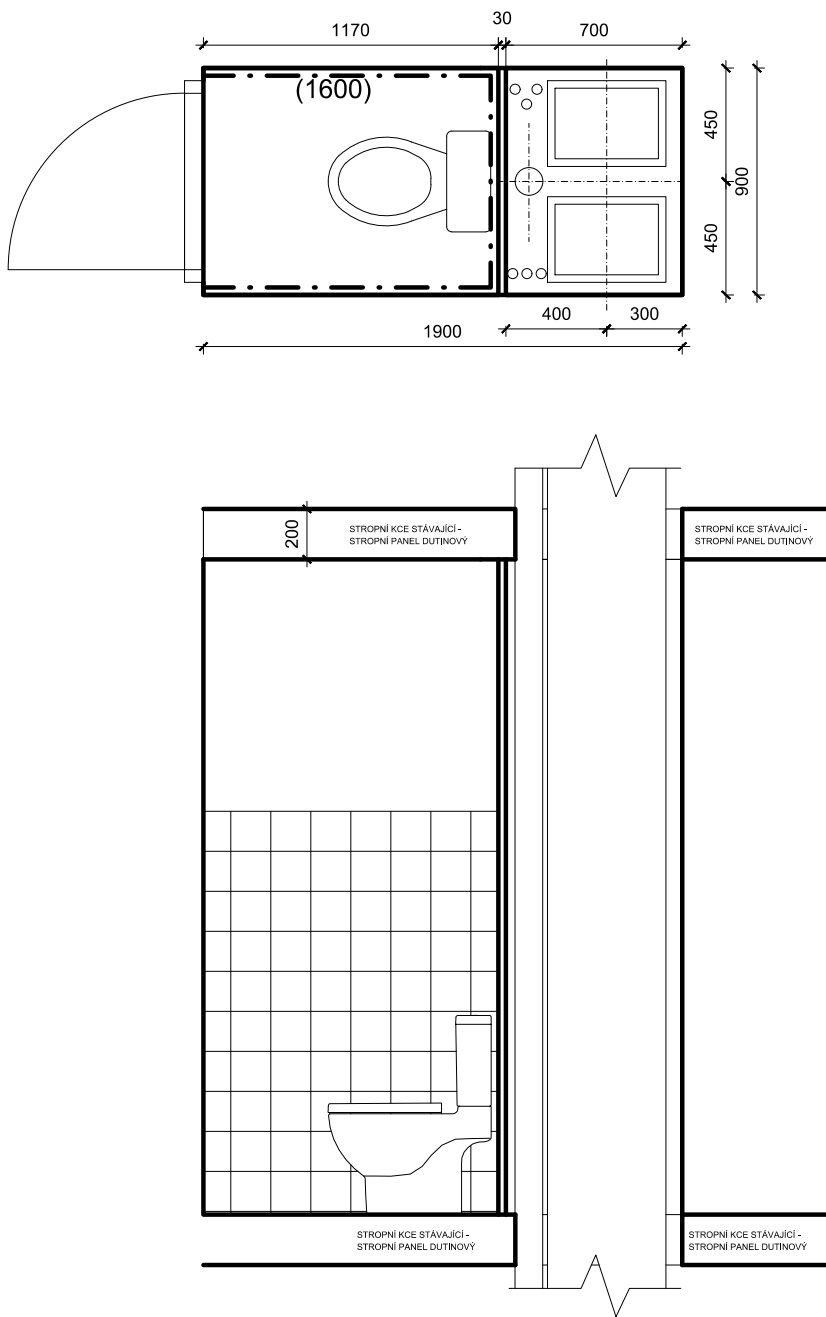 1170
30
700
(1600)
450
450
900
400
300
1900
200
STROPNÍ KCE STÁVAJÍCÍ -
STROPNÍ PANEL DUTINOVÝ
STROPNÍ KCE STÁVAJÍCÍ -
STROPNÍ PANEL DUTINOVÝ
STROPNÍ KCE STÁVAJÍCÍ -
STROPNÍ PANEL DUTINOVÝ
STROPNÍ KCE STÁVAJÍCÍ -
STROPNÍ PANEL DUTINOVÝ